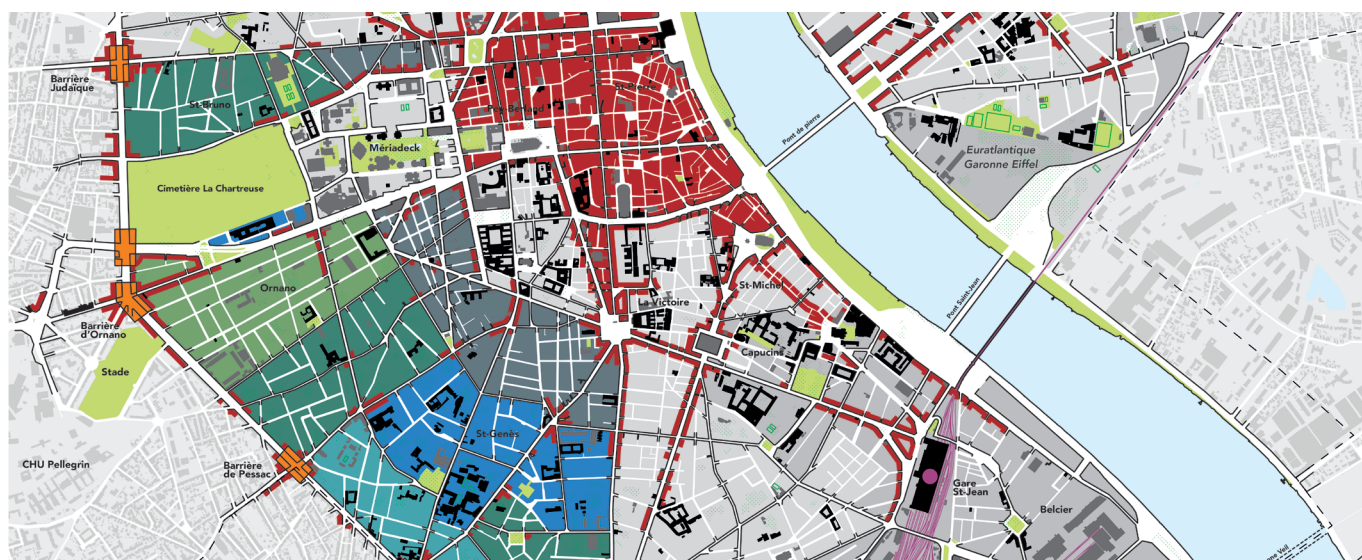 Barrière
Judaïque
St-Bruno
Mériadeck
Pey-Berland
St-Pierre
Pont de pierre
Euratlantique
Garonne Eiffel
Cimetière La Chartreuse
Ornano
La Victoire
St-Michel
Pont Saint-Jean
Barrière
d'Ornano
Stade
Capucins
St-Genès
CHU Pellegrin
Barrière
de Pessac
Gare
St-Jean
Belcier